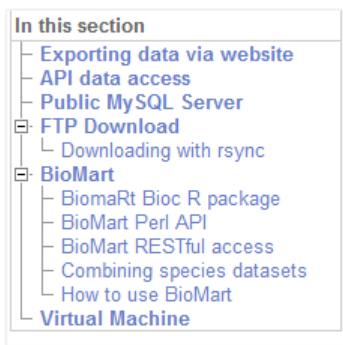 In this section
Exporting data via website
API data access
Public MySQL Server
FTP Download
Downloading with rsync
BioMart
BiomaRt Bioc R package
BioMart Perl API
BioMart RESTful access
Combining species datasets
How to use BioMart
Virtual Machine